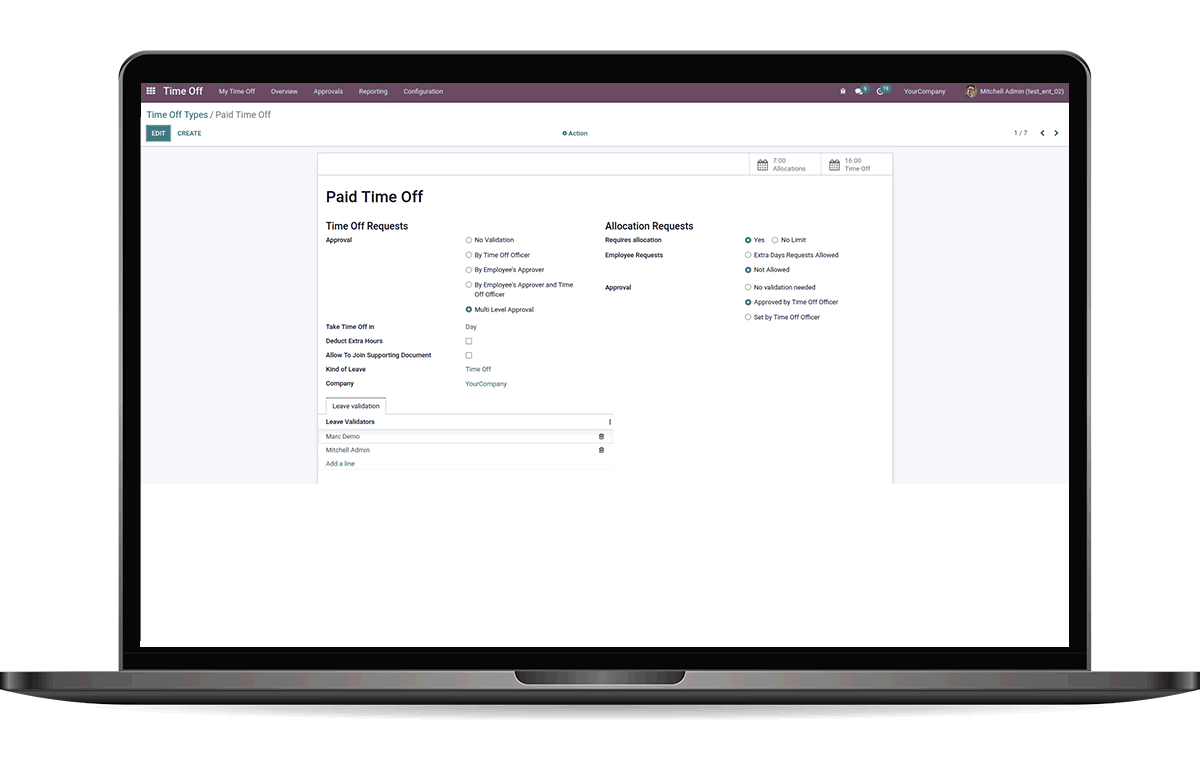 Time Off My Time Off Overview Approvals Reporting Configuration YourCompany Mitchell Admin (test_ent_02)
Time Off Types / Paid Time Off
EDIT CREATE Action 1 / 7
7.00 Allocations 16.00 Time Off
Paid Time Off
Time Off Requests
Approval
No Validation
By Time Off Officer
By Employee's Approver
By Employee's Approver and Time
Off Officer
Multi Level Approval
Take Time Off in Day
Deduct Extra Hours
Allow To Join Supporting Document
Kind of Leave Time Off
Company YourCompany
Allocation Requests
Requires allocation Yes No Limit
Employee Requests Extra Days Requests Allowed
Not Allowed
Approval No validation needed
Approved by Time Off Officer
Set by Time Off Officer
Leave validation
Leave Validators
Marc Demo
Mitchell Admin
Add a line